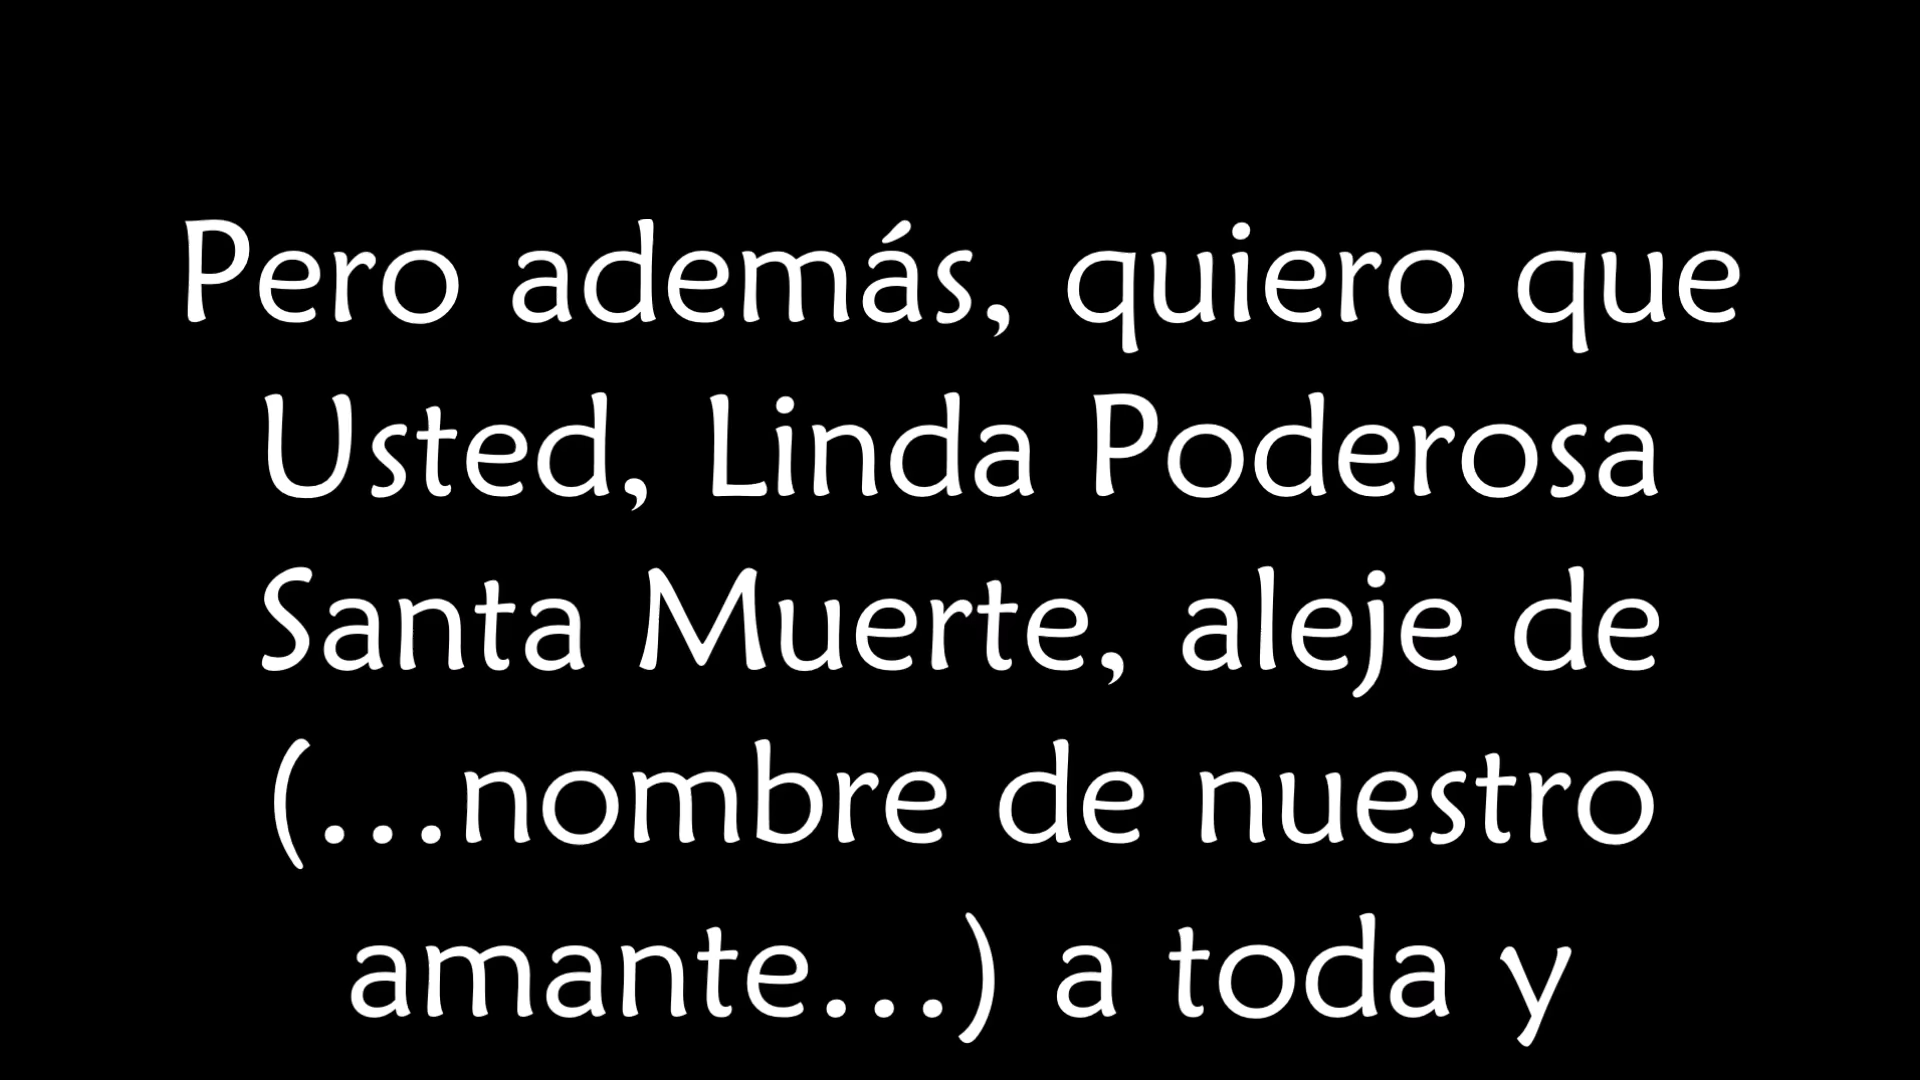 Pero además, quiero que
Usted, Linda Poderosa
Santa Muerte, aleje de
(...nombre de nuestro
amante...) a toda y